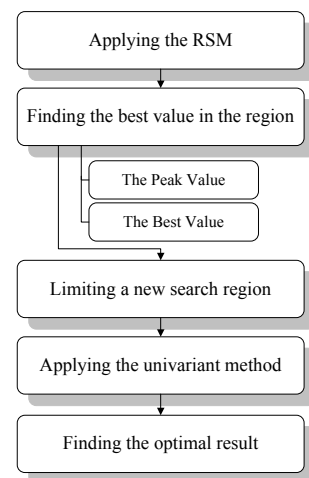 Applying the RSM
Finding the best value in the region
The Peak Value
The Best Value
Limiting a new search region
Applying the univariant method
Finding the optimal result